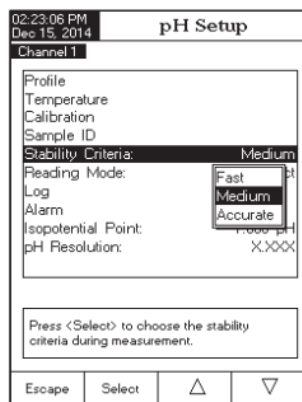 02:23:06 PM
Dec 15, 2014
pH Setup
Channel 1
Profile
Temperature
Calibration
Sample ID
Stability Criteria: Medium
Reading Mode:
Fast
Log
Medium
Alarm
Accurate
Isopotential Point: pH
pH Resolution: X.XXX
Press <Select> to choose the stability
criteria during measurement.
Escape Select △ ▽